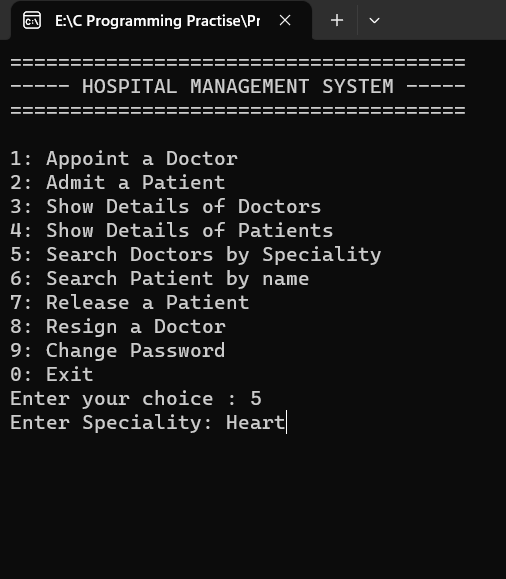 E:\C Programming Practise\Pr
======================================
----- HOSPITAL MANAGEMENT SYSTEM -----
======================================
1: Appoint a Doctor
2: Admit a Patient
3: Show Details of Doctors
4: Show Details of Patients
5: Search Doctors by Speciality
6: Search Patient by name
7: Release a Patient
8: Resign a Doctor
9: Change Password
0: Exit
Enter your choice : 5
Enter Speciality: Heart